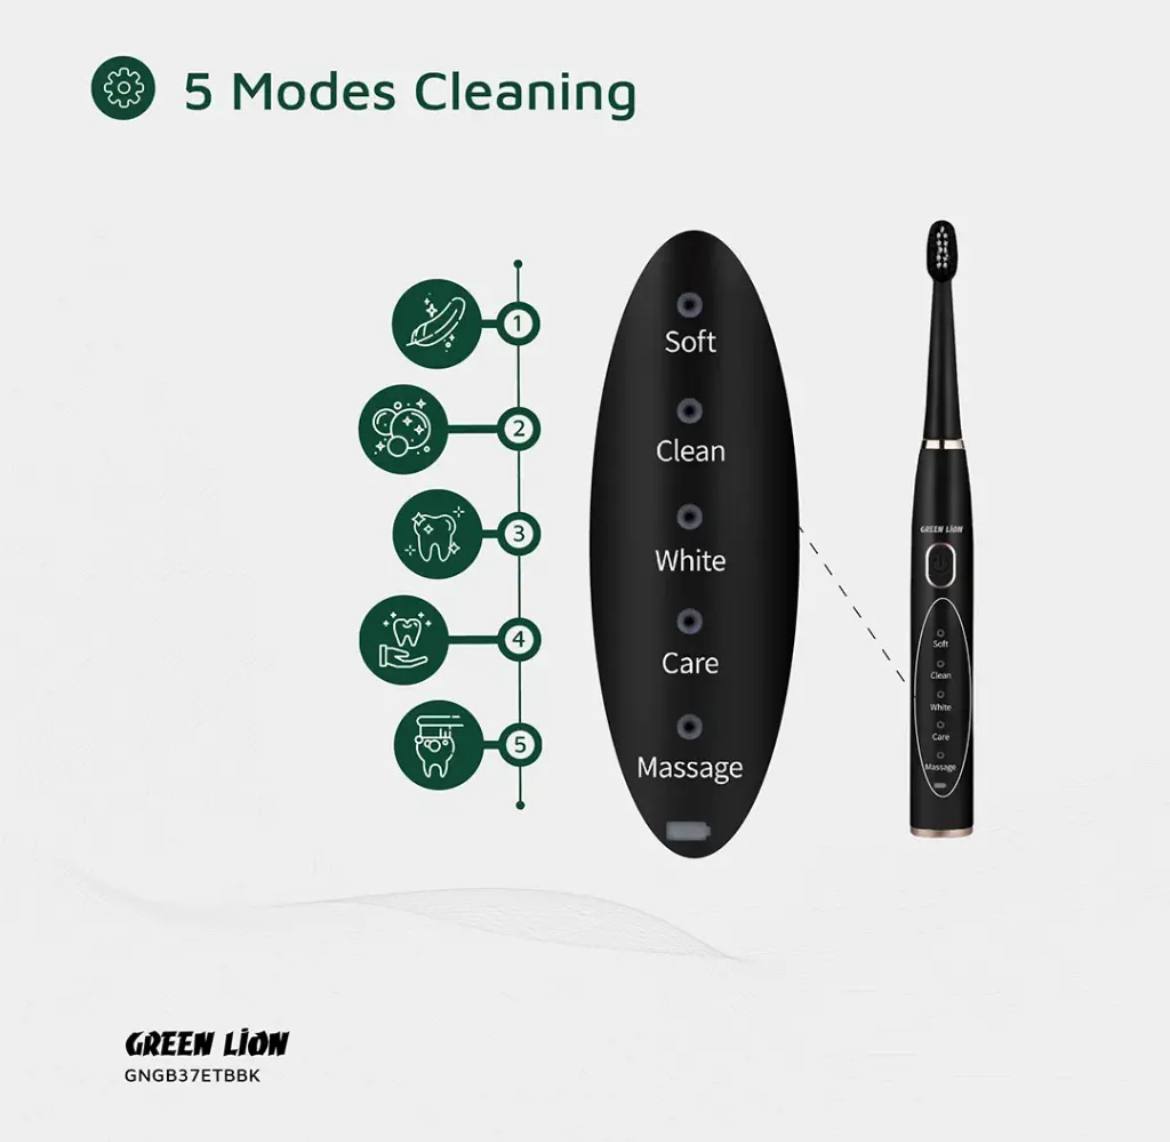 5 Modes Cleaning
1
2
3
4
5
Soft
Clean
White
Care
Massage
GREEN LION
Soft
Clean
White
Care
Massage
GREEN LION
GNGB37ETBBK